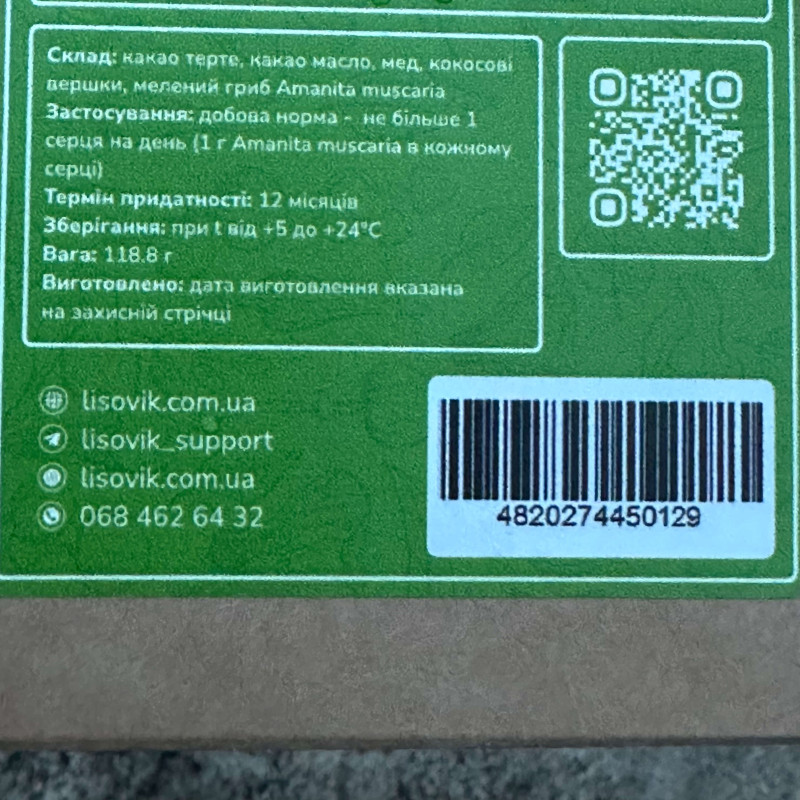 Склад: какао терте, какао масло, мед, кокосові
вершки, мелений гриб Amanita muscaria
Застосування: добова норма - не більше 1
серця на день (1 г Amanita muscaria в кожному
серці)
Термін придатності: 12 місяців
Зберігання: при t від +5 до +24°C
Вага: 118.8 г
Виготовлено: дата виготовлення вказана
на захисній стрічці
lisovik.com.ua
lisovik_support
lisovik.com.ua
068 462 64 32
4820274450129